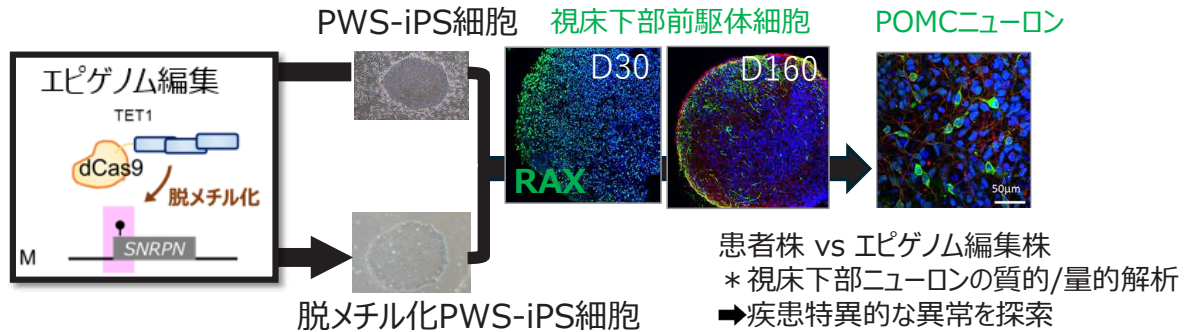 PWS-iPS細胞
視床下部前駆体細胞
POMCニューロン
エピゲノム編集
TET1
dCas9
脱メチル化
SNRPN
M
D30
RAX
D160
50μm
脱メチル化PWS-iPS細胞
患者株 vs エピゲノム編集株
＊視床下部ニューロンの質的/量的解析
➡疾患特異的な異常を探索